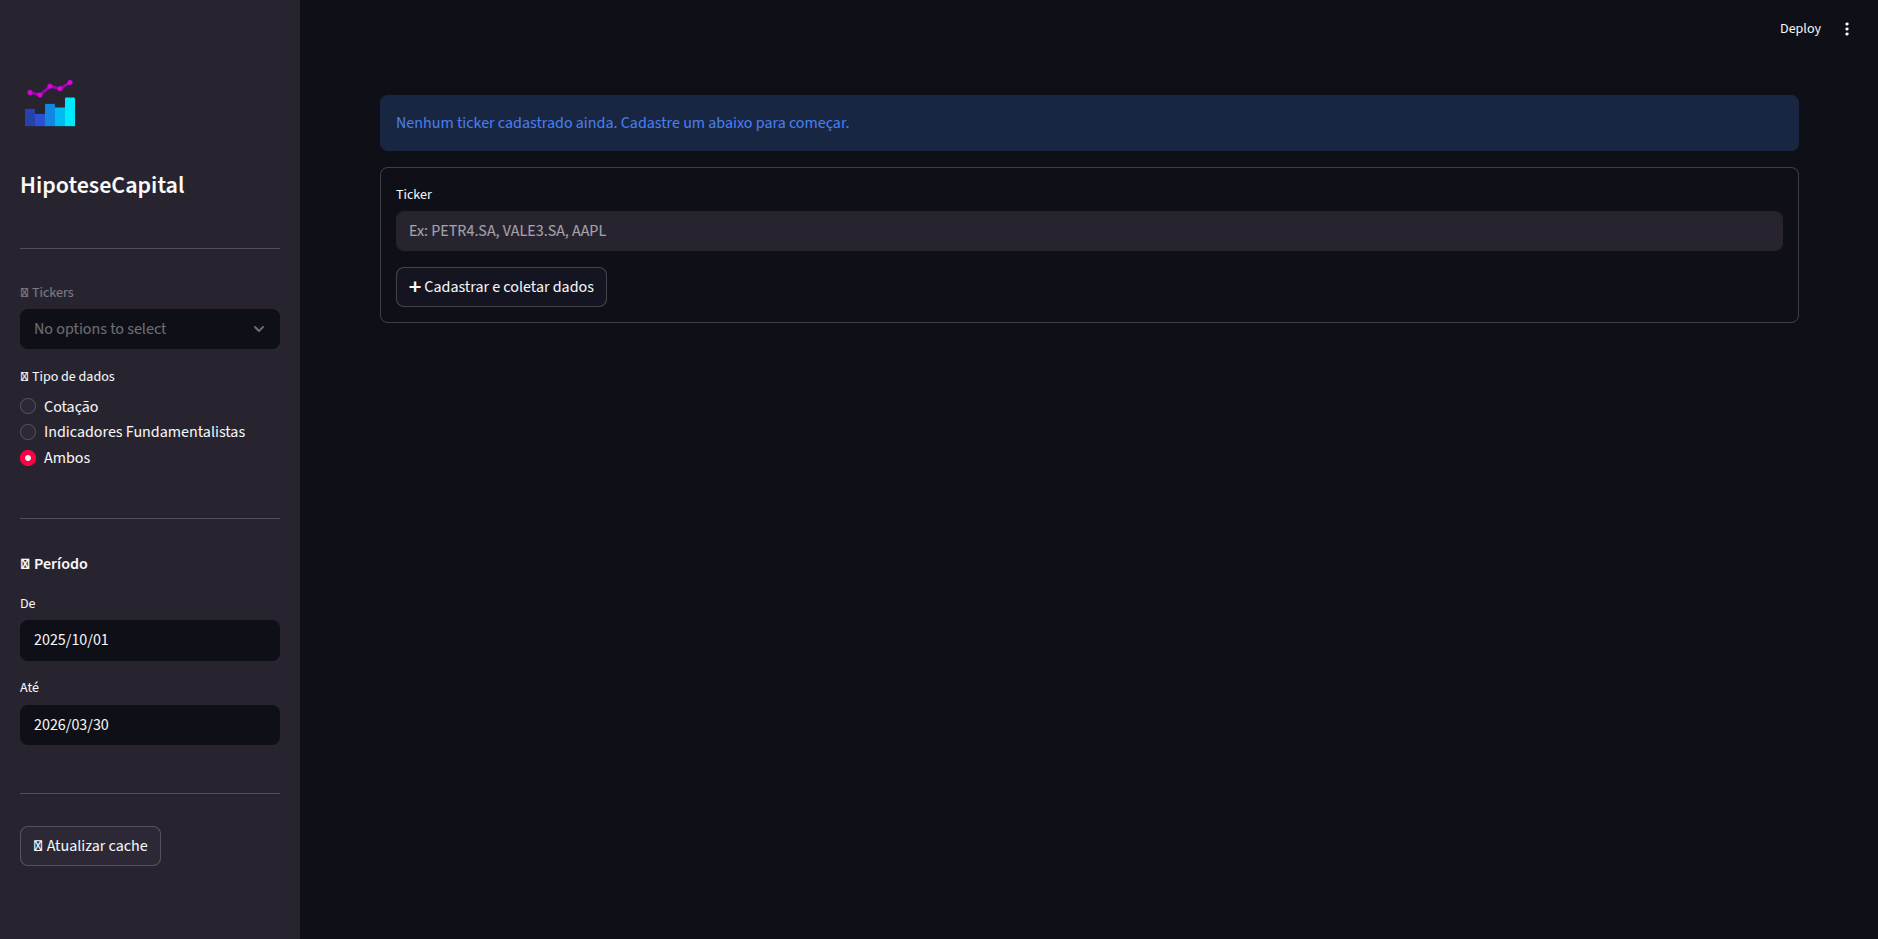 Deploy
HipoteseCapital
Tickers
No options to select
Tipo de dados
Cotação
Indicadores Fundamentalistas
Ambos
Período
De
2025/10/01
Até
2026/03/30
Atualizar cache
Nenhum ticker cadastrado ainda. Cadastre um abaixo para começar.
Ticker
Ex: PETR4.SA, VALE3.SA, AAPL
+ Cadastrar e coletar dados